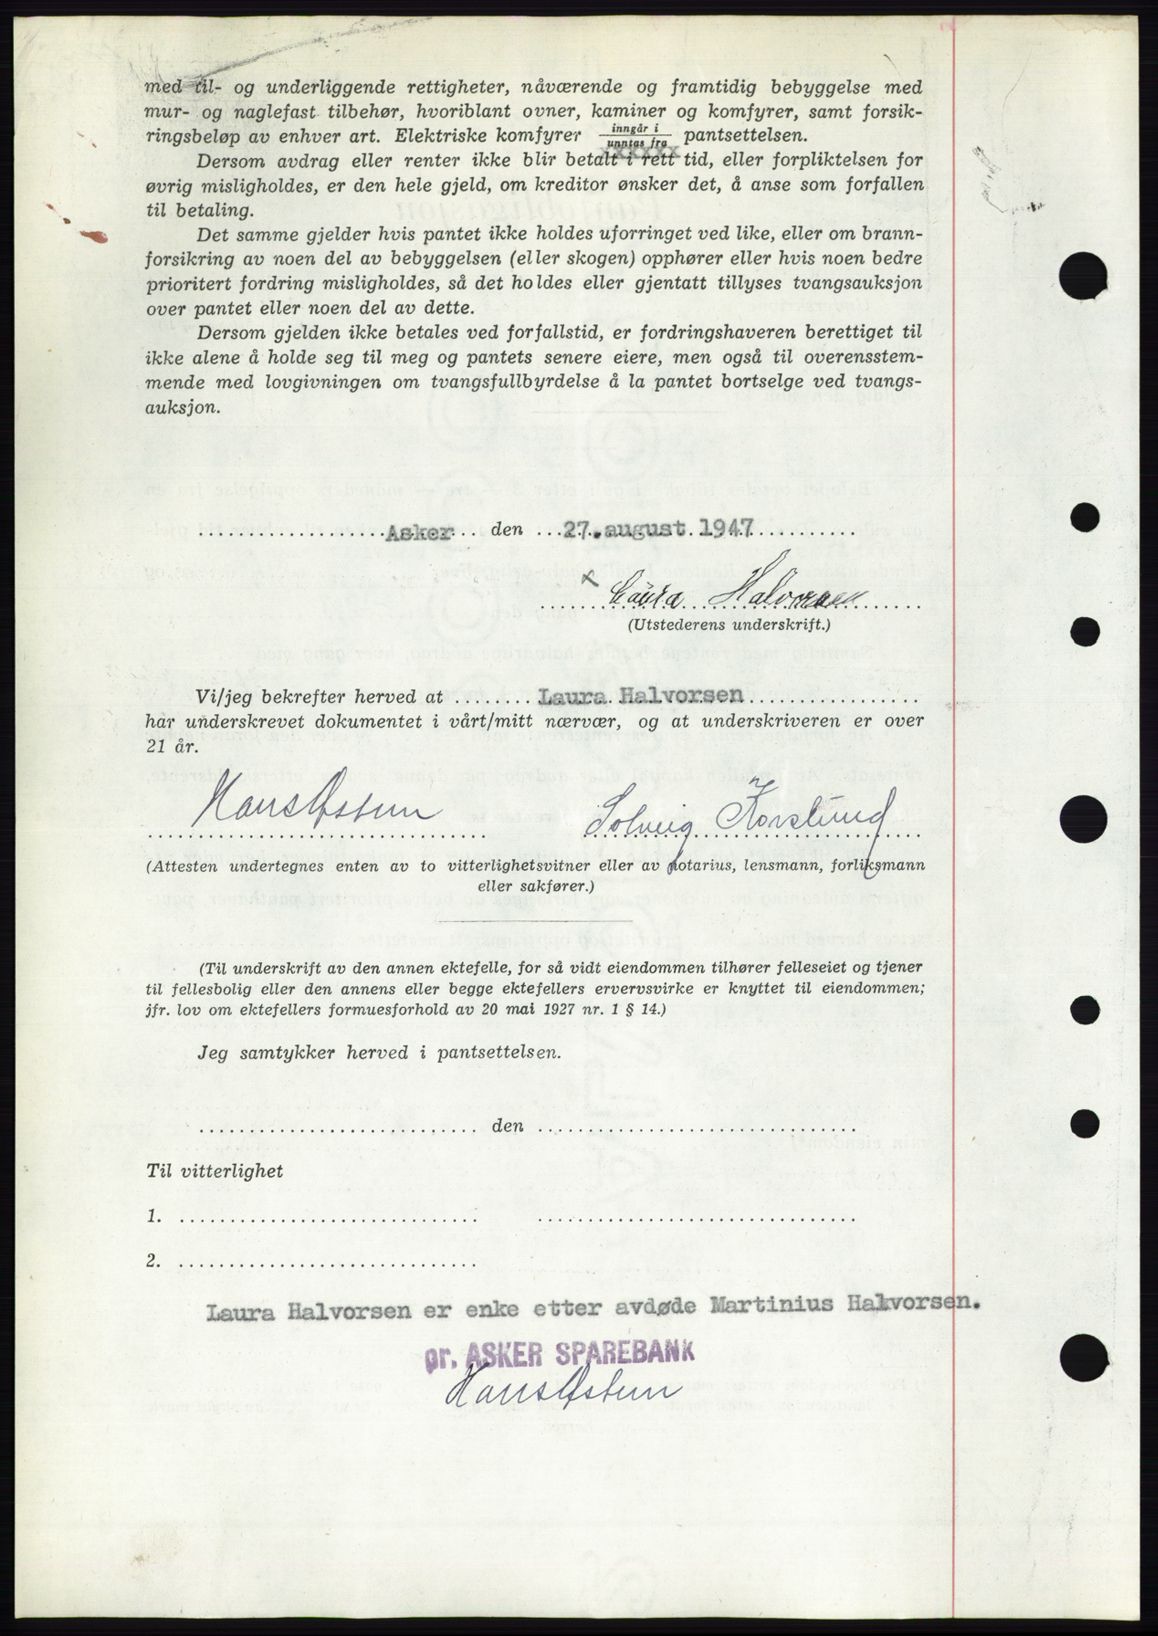 med til- og underliggende rettigheter, nåværende og framtidig bebyggelse med
mur- og naglefast tilbehør, hvoriblant ovner, kaminer og komfyrer, samt forsik-
ringsbeløp av enhver art. Elektriske komfyrer inngår i / unntas fra pantsettelsen.
xxxxxx
Dersom avdrag eller renter ikke blir betalt i rett tid, eller forpliktelsen for
øvrig misligholdes, er den hele gjeld, om kreditor ønsker det, å anse som forfallen
til betaling.
Det samme gjelder hvis pantet ikke holdes uforringet ved like, eller om brann-
forsikring av noen del av bebyggelsen (eller skogen) opphører eller hvis noen bedre
prioritert fordring misligholdes, så det holdes eller gjentatt tillyses tvangsauksjon
over pantet eller noen del av dette.
Dersom gjelden ikke betales ved forfallstid, er fordringshaveren berettiget til
ikke alene å holde seg til meg og pantets senere eiere, men også til overensstem-
mende med lovgivningen om tvangsfullbyrdelse å la pantet bortselge ved tvangs-
auksjon.
Asker den 27. august 1947
x Laura Halvorsen
(Utstederens underskrift.)
Vi/jeg bekrefter herved at Laura Halvorsen
har underskrevet dokumentet i vårt/mitt nærvær, og at underskriveren er over
21 år.
Hans Østern Solveig Korslund
(Attesten undertegnes enten av to vitterlighetsvitner eller av notarius, lensmann, forliksmann
eller sakfører.)
(Til underskrift av den annen ektefelle, for så vidt eiendommen tilhører felleseiet og tjener
til fellesbolig eller den annens eller begge ektefellers ervervsvirke er knyttet til eiendommen;
jfr. lov om ektefellers formuesforhold av 20 mai 1927 nr. 1 § 14.)
Jeg samtykker herved i pantsettelsen.
den
Til vitterlighet
1.
2.
Laura Halvorsen er enke etter avdøde Martinius Halvorsen.
pr. ASKER SPAREBANK
Hans Østern